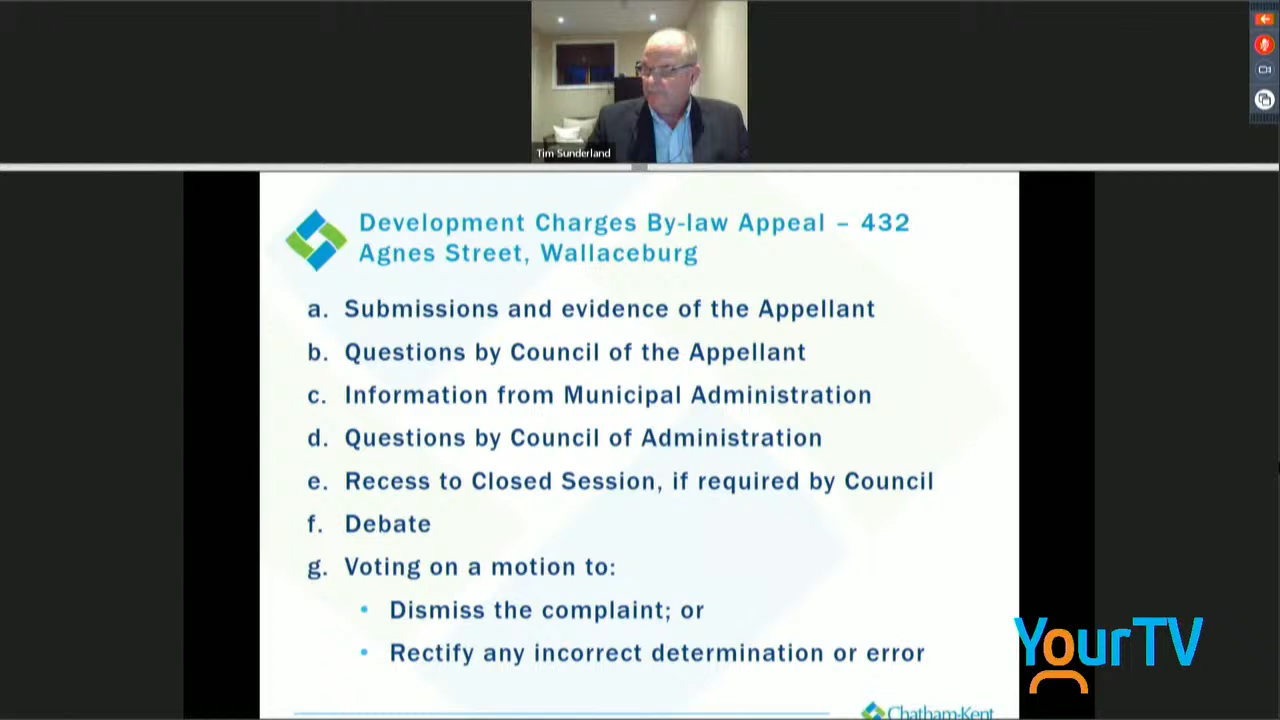 Tim Sunderland
Development Charges By-law Appeal – 432
Agnes Street, Wallaceburg
a. Submissions and evidence of the Appellant
b. Questions by Council of the Appellant
c. Information from Municipal Administration
d. Questions by Council of Administration
e. Recess to Closed Session, if required by Council
f. Debate
g. Voting on a motion to:
• Dismiss the complaint; or
• Rectify any incorrect determination or error
YourTV
Chatham-Kent